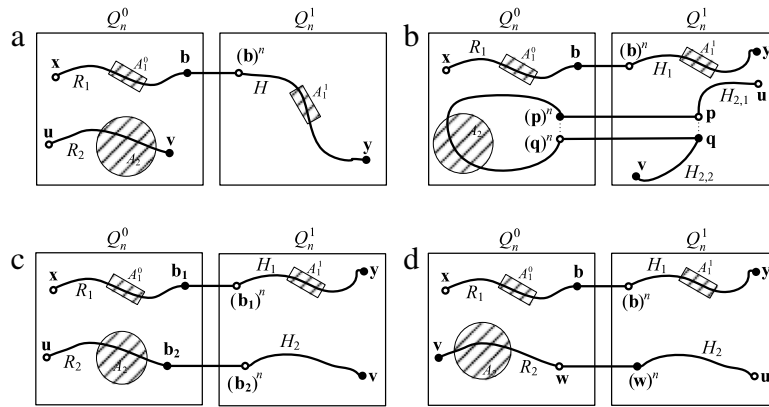 Q_n^0 Q_n^1
a
x R_1 A_1^0 b (b)^n H A_1^1
u R_2 A_2 v y
Q_n^0 Q_n^1
b
x R_1 A_1^0 b (b)^n H_1 A_1^1 y
A_2 (p)^n p H_{2,1} u
(q)^n q
v H_{2,2}
Q_n^0 Q_n^1
c
x R_1 A_1^0 b_1 (b_1)^n H_1 A_1^1 y
u R_2 A_2 b_2 (b_2)^n H_2 v
Q_n^0 Q_n^1
d
x R_1 A_1^0 b (b)^n H_1 A_1^1 y
v A_2 R_2 w (w)^n H_2 u